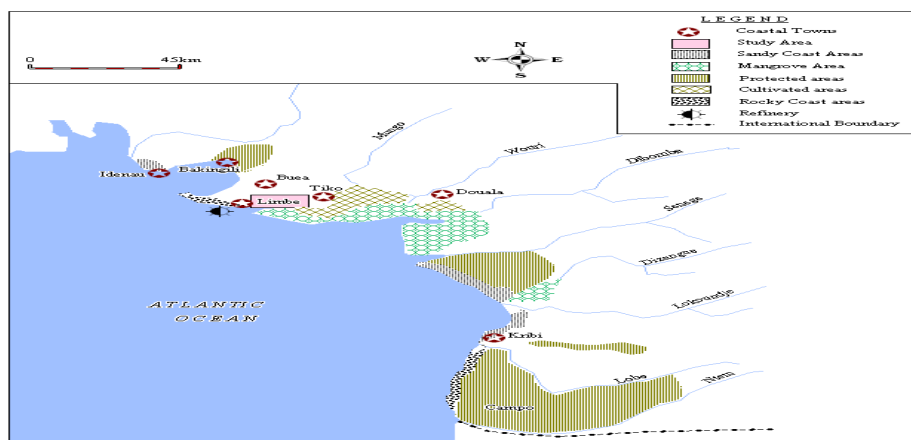 LEGEND
Coastal Towns
Study Area
Sandy Coast Areas
Mangrove Area
Protected areas
Cultivated areas
Rocky Coast areas
Refinery
International Boundary
0 45km
N
W E
S
Mungo
Wouri
Dibomba
Idenau
Bakingili
Buea
Tiko
Douala
Limbe
Senega
Dizangue
Lokoundje
ATLANTIC
OCEAN
Kribi
Lobe
Ntem
Campo